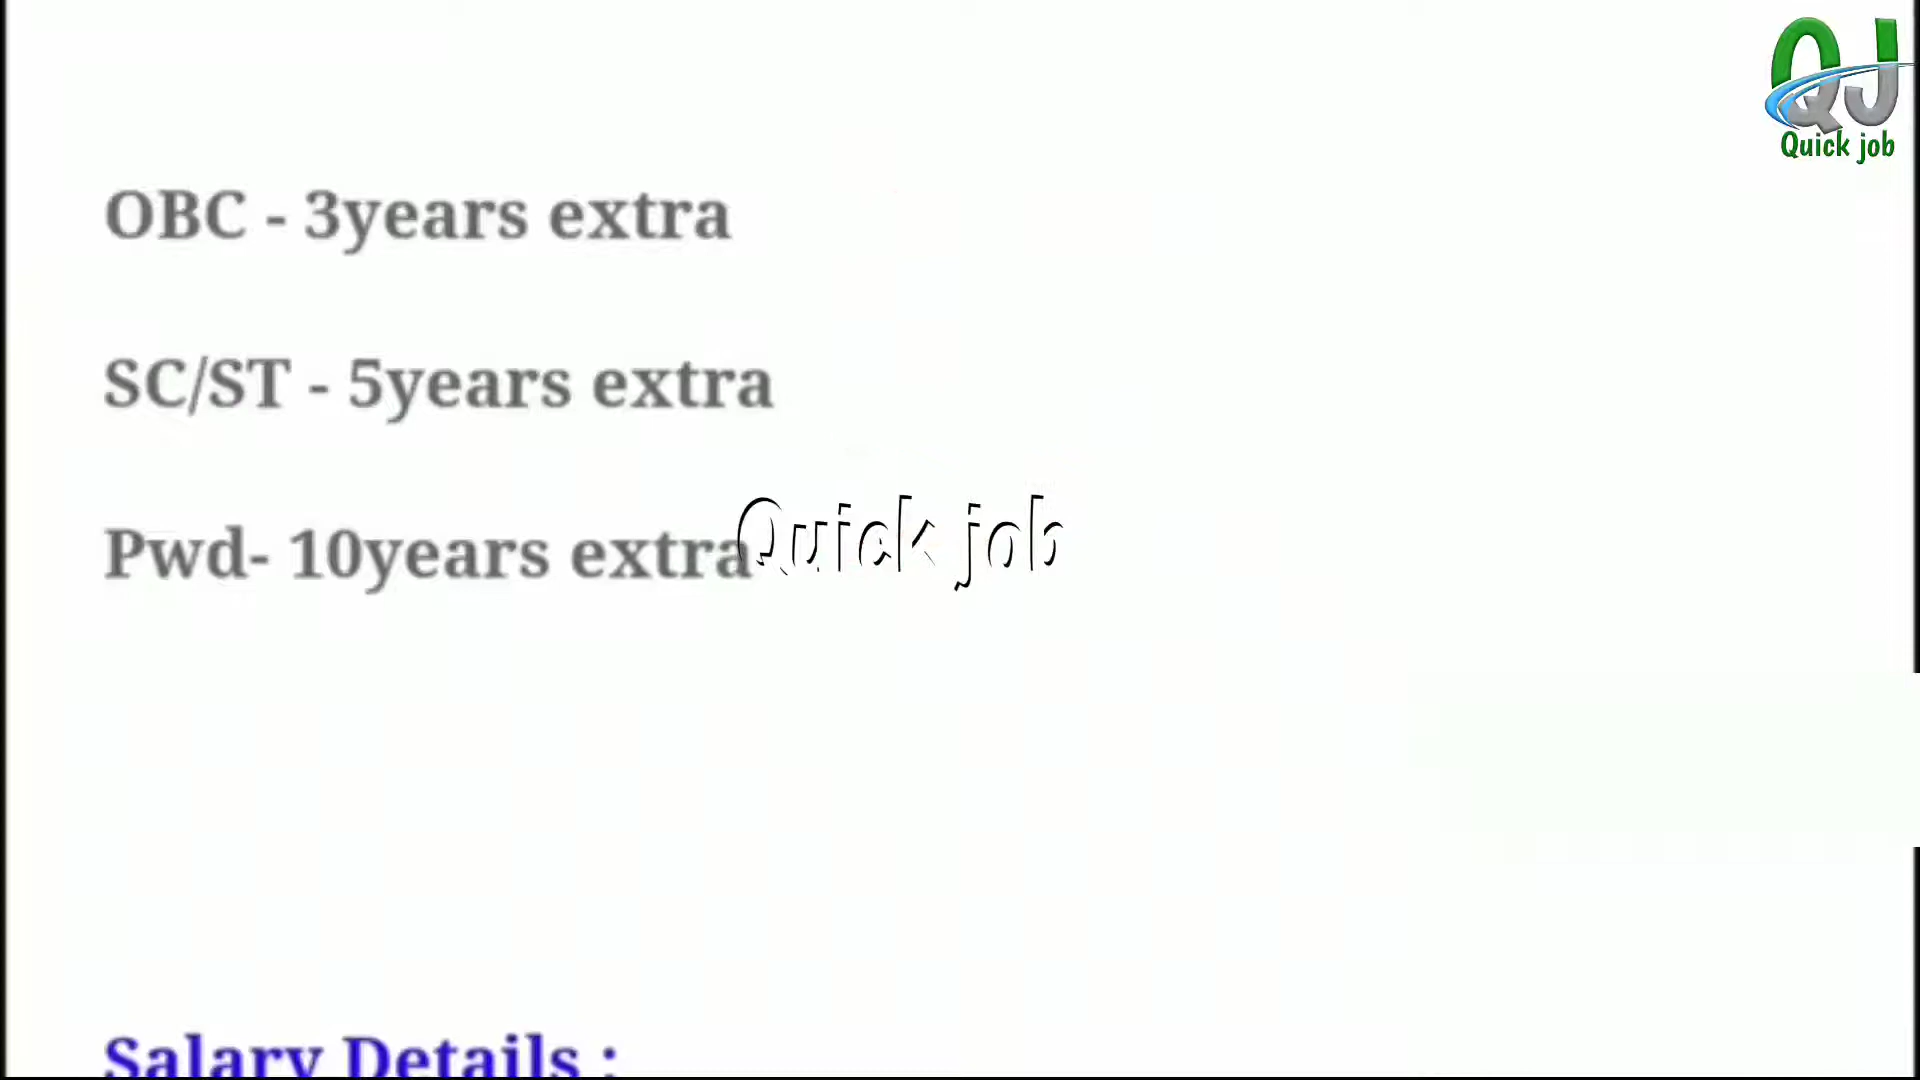 QJ
Quick job
OBC - 3years extra
SC/ST - 5years extra
Pwd- 10years extra
Quick job
Salary Details :